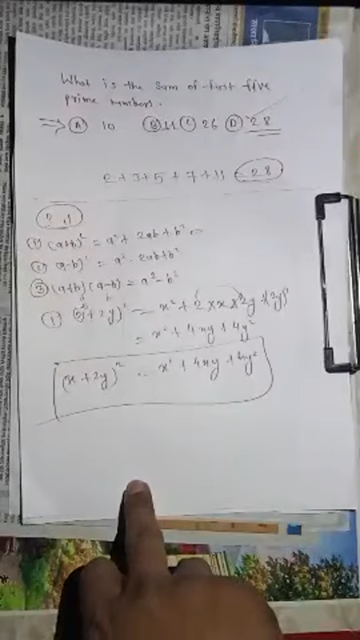 What is the sum of first five
prime numbers.
⇒ (A) 10 (B) 11 (C) 26 (D) 28
2+3+5+7+11 = 28
2.1
(1) (a+b)² = a² + 2ab + b²
(2) (a-b)² = a² - 2ab + b²
(3) (a+b) (a-b) = a² - b²
a b
(1) (x + 2y)² = x² + 2 × x × 2y + (2y)²
= x² + 4xy + 4y²
(x + 2y)² = x² + 4xy + 4y²